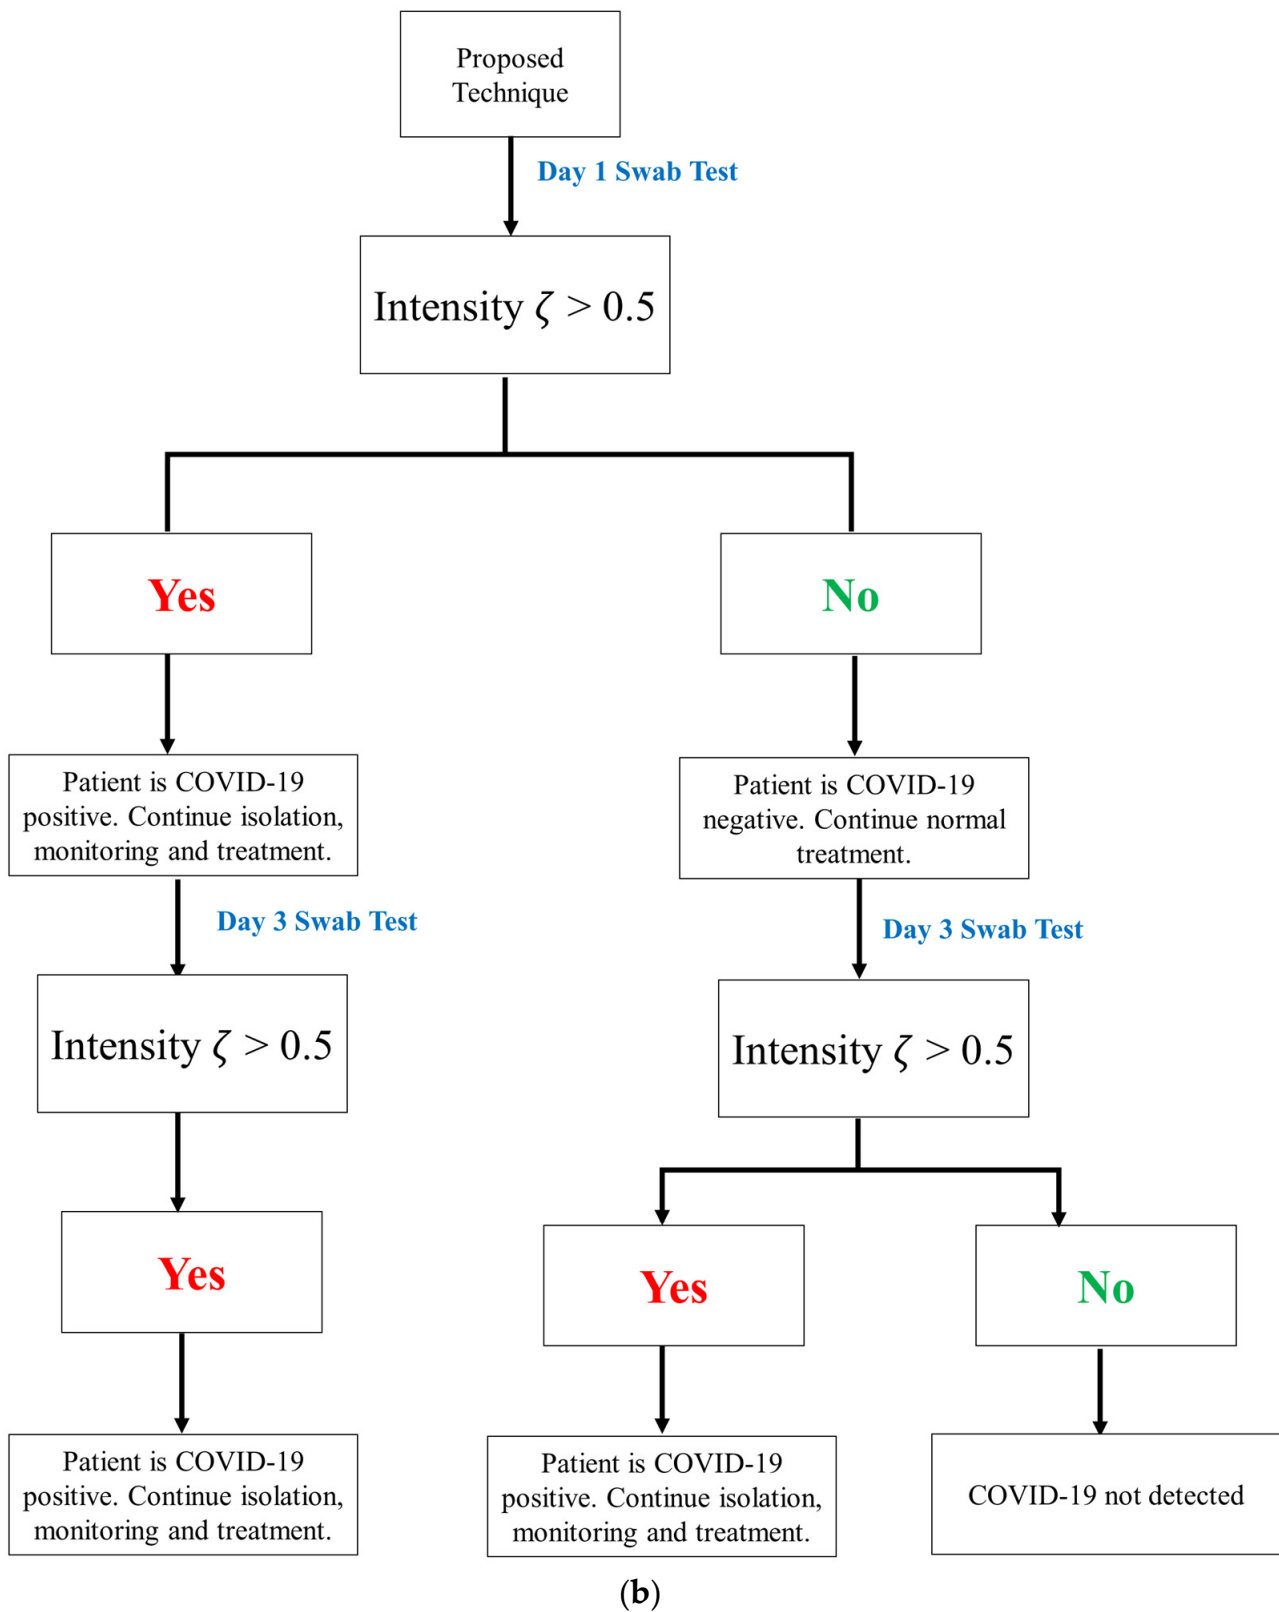 Proposed
Technique
Day 1 Swab Test
Intensity ζ > 0.5
Yes
No
Patient is COVID-19
positive. Continue isolation,
monitoring and treatment.
Patient is COVID-19
negative. Continue normal
treatment.
Day 3 Swab Test
Day 3 Swab Test
Intensity ζ > 0.5
Intensity ζ > 0.5
Yes
Yes
No
Patient is COVID-19
positive. Continue isolation,
monitoring and treatment.
Patient is COVID-19
positive. Continue isolation,
monitoring and treatment.
COVID-19 not detected
(b)